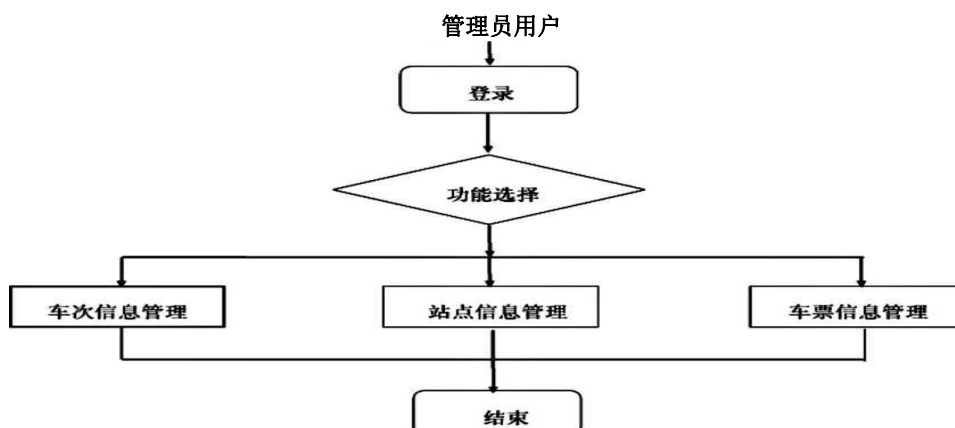 管理员用户
登录
功能选择
车次信息管理
站点信息管理
车票信息管理
结束